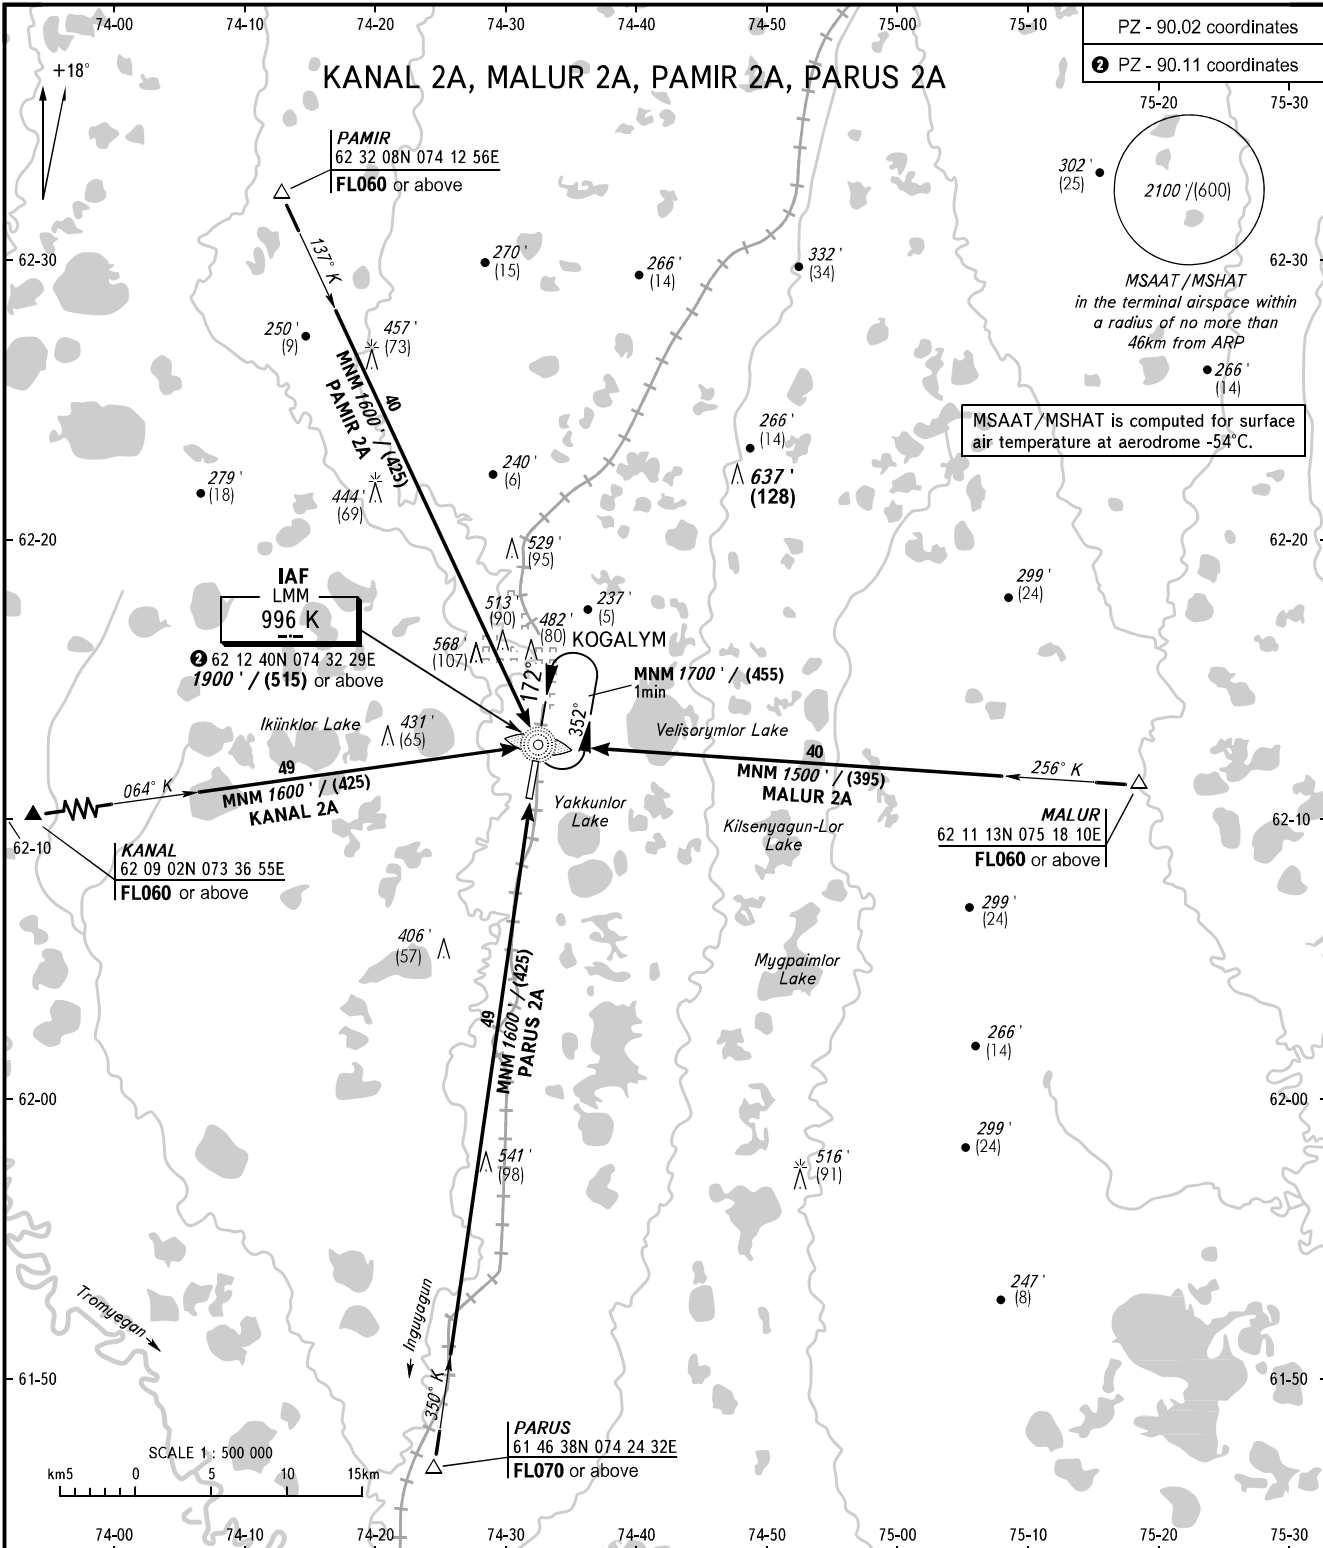 74-00 74-10 74-20 74-30 74-40 74-50 75-00 75-10
PZ - 90.02 coordinates
❷ PZ - 90.11 coordinates
75-20 75-30
+18°
KANAL 2A, MALUR 2A, PAMIR 2A, PARUS 2A
PAMIR
62 32 08N 074 12 56E
FL060 or above
302 '
(25)
2100 '/(600)
MSAAT/MSHAT
in the terminal airspace within
a radius of no more than
46km from ARP
62-30
62-30
137° K
270 '
(15)
266 '
(14)
332 '
(34)
250 '
(9)
457 '
(73)
266 '
(14)
MSAAT/MSHAT is computed for surface
air temperature at aerodrome -54°C.
40
MNM 1600 ' / (425)
PAMIR 2A
266 '
(14)
637 '
(128)
240 '
(6)
279 '
(18)
444 '
(69)
62-20
62-20
529 '
(95)
299 '
(24)
IAF
LMM
996 K
❷ 62 12 40N 074 32 29E
1900 ' / (515) or above
513 '
(90)
237 '
(5)
482 '
(80)
568 '
(107)
KOGALYM
172°
352°
MNM 1700 ' / (455)
1min
Ikiinklor Lake
431 '
(65)
Velisorymlor Lake
064° K
49
MNM 1600 ' / (425)
KANAL 2A
40
MNM 1500 ' / (395)
MALUR 2A
256° K
Yakkunlor
Lake
Kilsenyagun-Lor
Lake
MALUR
62 11 13N 075 18 10E
FL060 or above
62-10
62-10
KANAL
62 09 02N 073 36 55E
FL060 or above
299 '
(24)
406 '
(57)
Mygpaimlor
Lake
49
MNM 1600 ' / (425)
PARUS 2A
266 '
(14)
62-00
62-00
299 '
(24)
541 '
(98)
516 '
(91)
247 '
(8)
Tromyegan
Inguyagun
61-50
61-50
350° K
PARUS
61 46 38N 074 24 32E
FL070 or above
SCALE 1 : 500 000
km5 0 5 10 15km
74-00 74-10 74-20 74-30 74-40 74-50 75-00 75-10 75-20 75-30